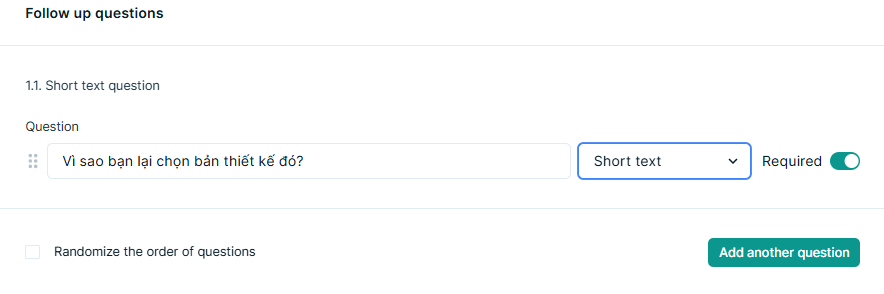 Follow up questions
1.1. Short text question
Question
Vì sao bạn lại chọn bản thiết kế đó?
Short text
Required
Randomize the order of questions
Add another question